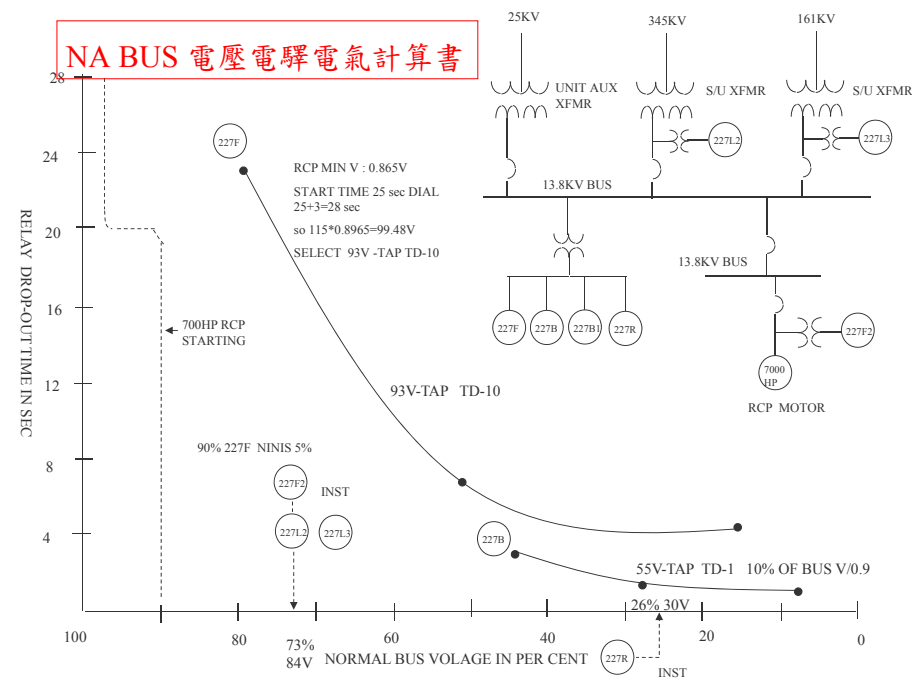 NA BUS 電壓電驛電氣計算書
25KV
345KV
161KV
UNIT AUX
XFMR
S/U XFMR
S/U XFMR
227L2
227L3
13.8KV BUS
13.8KV BUS
227F
227B
227B1
227R
227F2
7000
HP
RCP MOTOR
28
24
20
16
12
8
4
RELAY DROP-OUT TIME IN SEC
227F
RCP MIN V : 0.865V
START TIME 25 sec DIAL
25+3=28 sec
so 115*0.8965=99.48V
SELECT 93V -TAP TD-10
700HP RCP
STARTING
93V-TAP TD-10
90% 227F NINIS 5%
227F2
INST
227L2
227L3
227B
55V-TAP TD-1 10% OF BUS V/0.9
26% 30V
100
80
60
40
20
0
73%
84V
NORMAL BUS VOLAGE IN PER CENT
227R
INST